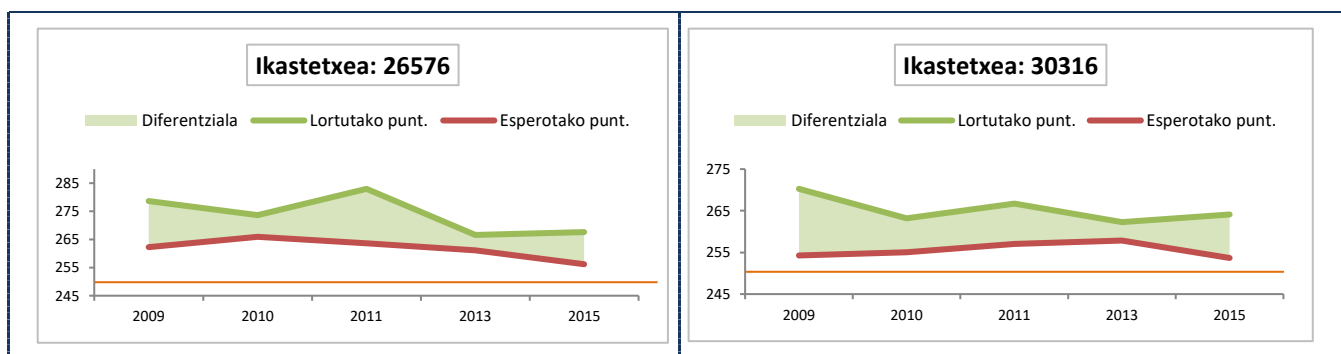 Ikastetxea: 26576
Diferentziala Lortutako punt. Esperotako punt.
285
275
265
255
245
2009 2010 2011 2013 2015
Ikastetxea: 30316
Diferentziala Lortutako punt. Esperotako punt.
275
265
255
245
2009 2010 2011 2013 2015